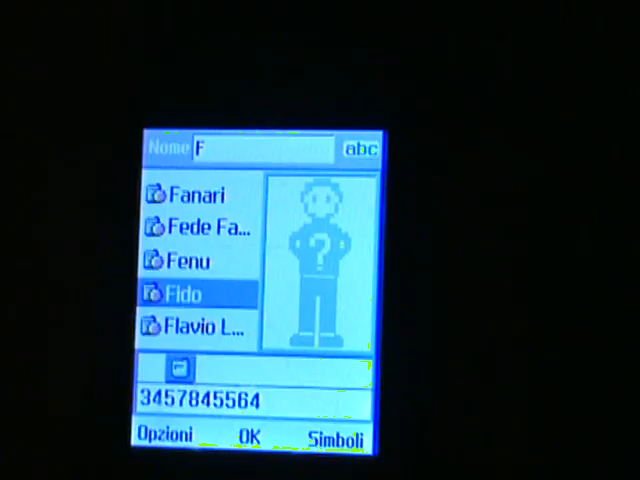 Nome F abc
Fanari
Fede Fa...
Fenu
Fido
Flavio L...
?
3457845564
Opzioni OK Simboli